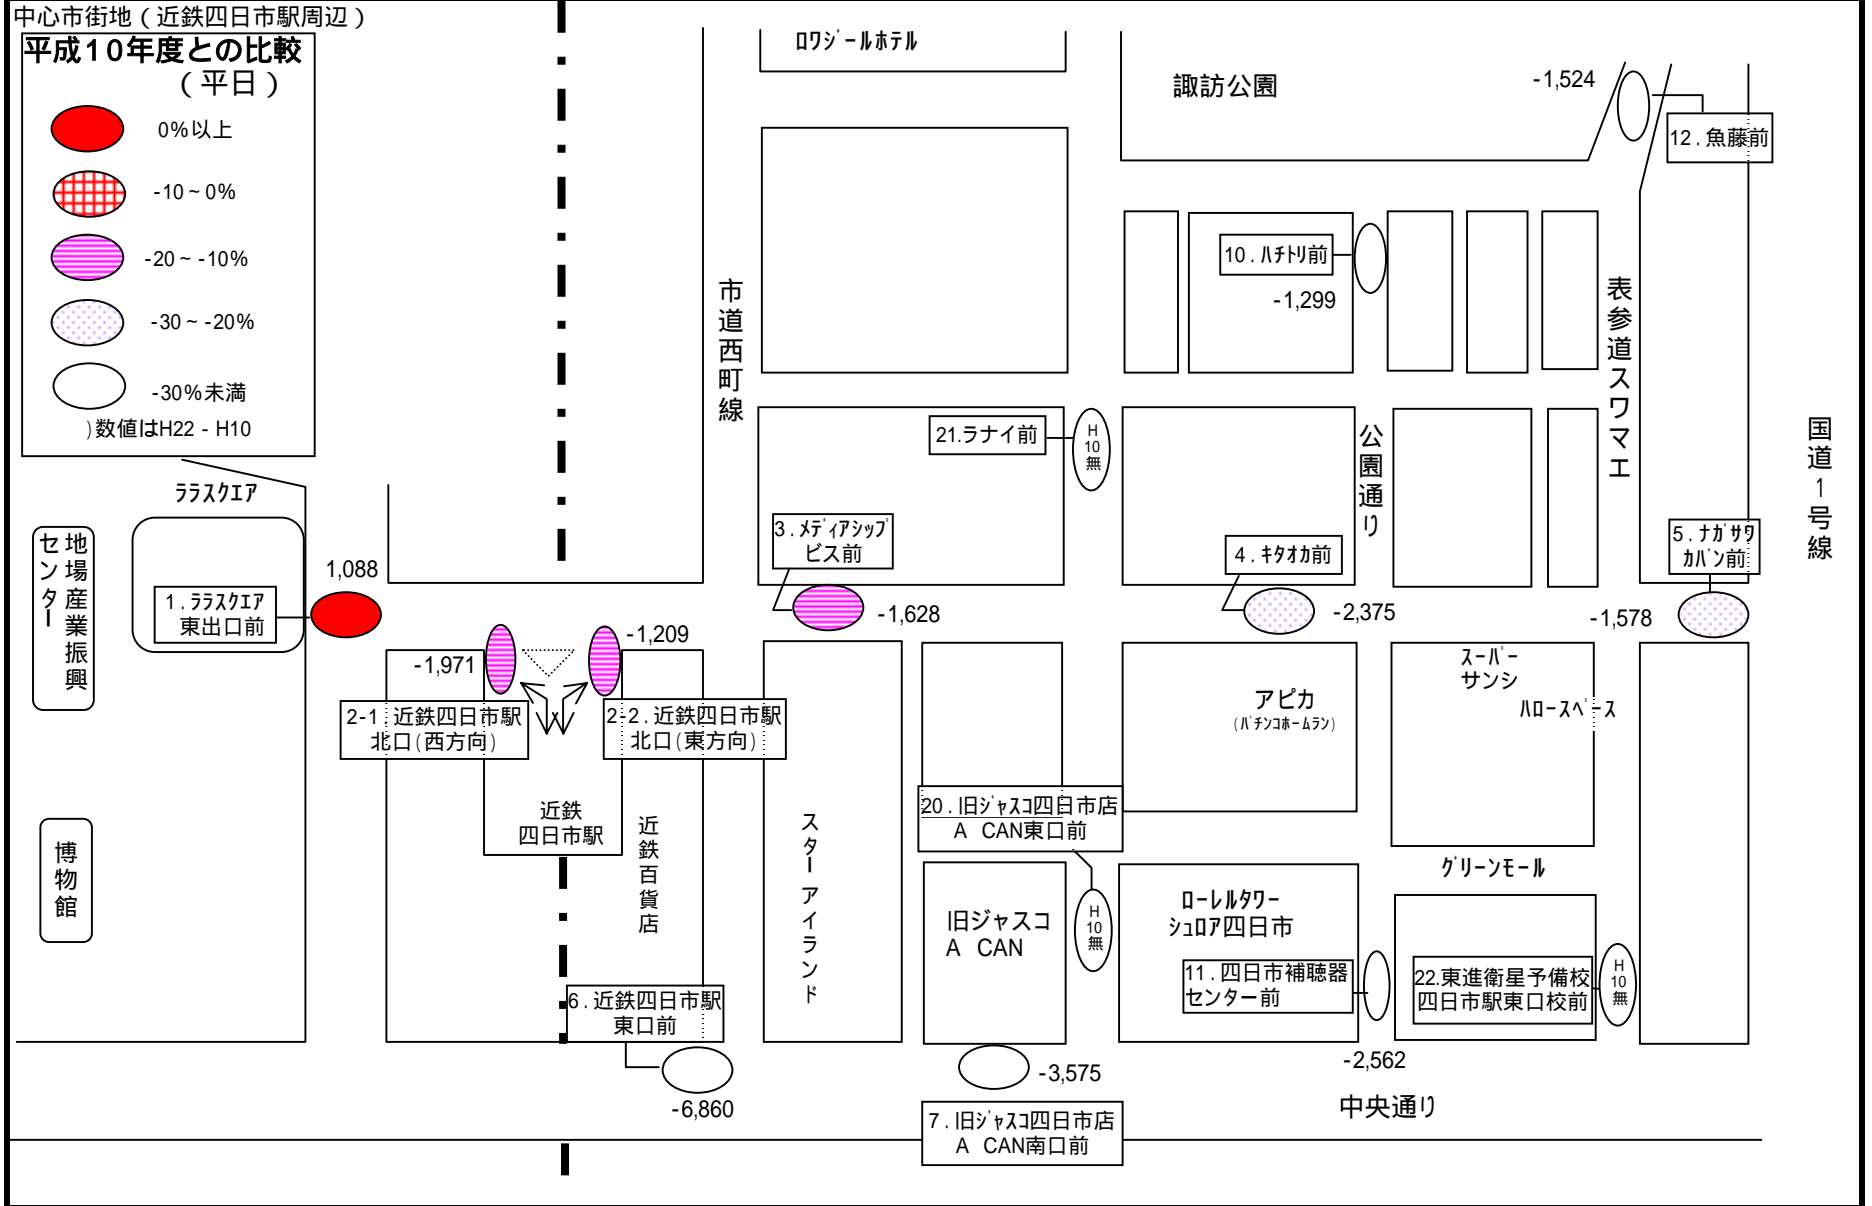 中心市街地(近鉄四日市駅周辺)
平成10年度との比較
(平日)
0%以上
-10~0%
-20~-10%
-30~-20%
-30%未満
)数値はH22 - H10
ﾛﾜｼﾞｰﾙﾎﾃﾙ
諏訪公園
-1,524
12.魚藤前
10.ﾊﾁﾄﾘ前
-1,299
市道西町線
表参道スワマエ
国道1号線
公園通り
21.ラナイ前
H
10
無
ﾗﾗｽｸｴｱ
地場産業振興
センター
1,088
1.ﾗﾗｽｸｴｱ
東出口前
3.ﾒﾃﾞｨｱｼｯﾌﾟ
ビス前
-1,628
4.ｷﾀｵｶ前
-2,375
5.ﾅｶﾞｻﾜ
ｶﾊﾞﾝ前
-1,578
-1,971
-1,209
2-1.近鉄四日市駅
北口(西方向)
2-2.近鉄四日市駅
北口(東方向)
アピカ
(ﾊﾟﾁﾝｺﾎｰﾑﾗﾝ)
ｽｰﾊﾟｰ
サンシ
ﾊﾛｰｽﾍﾟｰｽ
近鉄
四日市駅
近鉄百貨店
スターアイランド
博物館
20.旧ｼﾞｬｽｺ四日市店
A CAN東口前
H
10
無
旧ジャスコ
A CAN
ﾛｰﾚﾙﾀﾜｰ
ｼｭﾛｱ四日市
ｸﾞﾘｰﾝﾓｰﾙ
11.四日市補聴器
センター前
22.東進衛星予備校
四日市駅東口校前
H
10
無
6.近鉄四日市駅
東口前
-6,860
-3,575
-2,562
7.旧ｼﾞｬｽｺ四日市店
A CAN南口前
中央通り